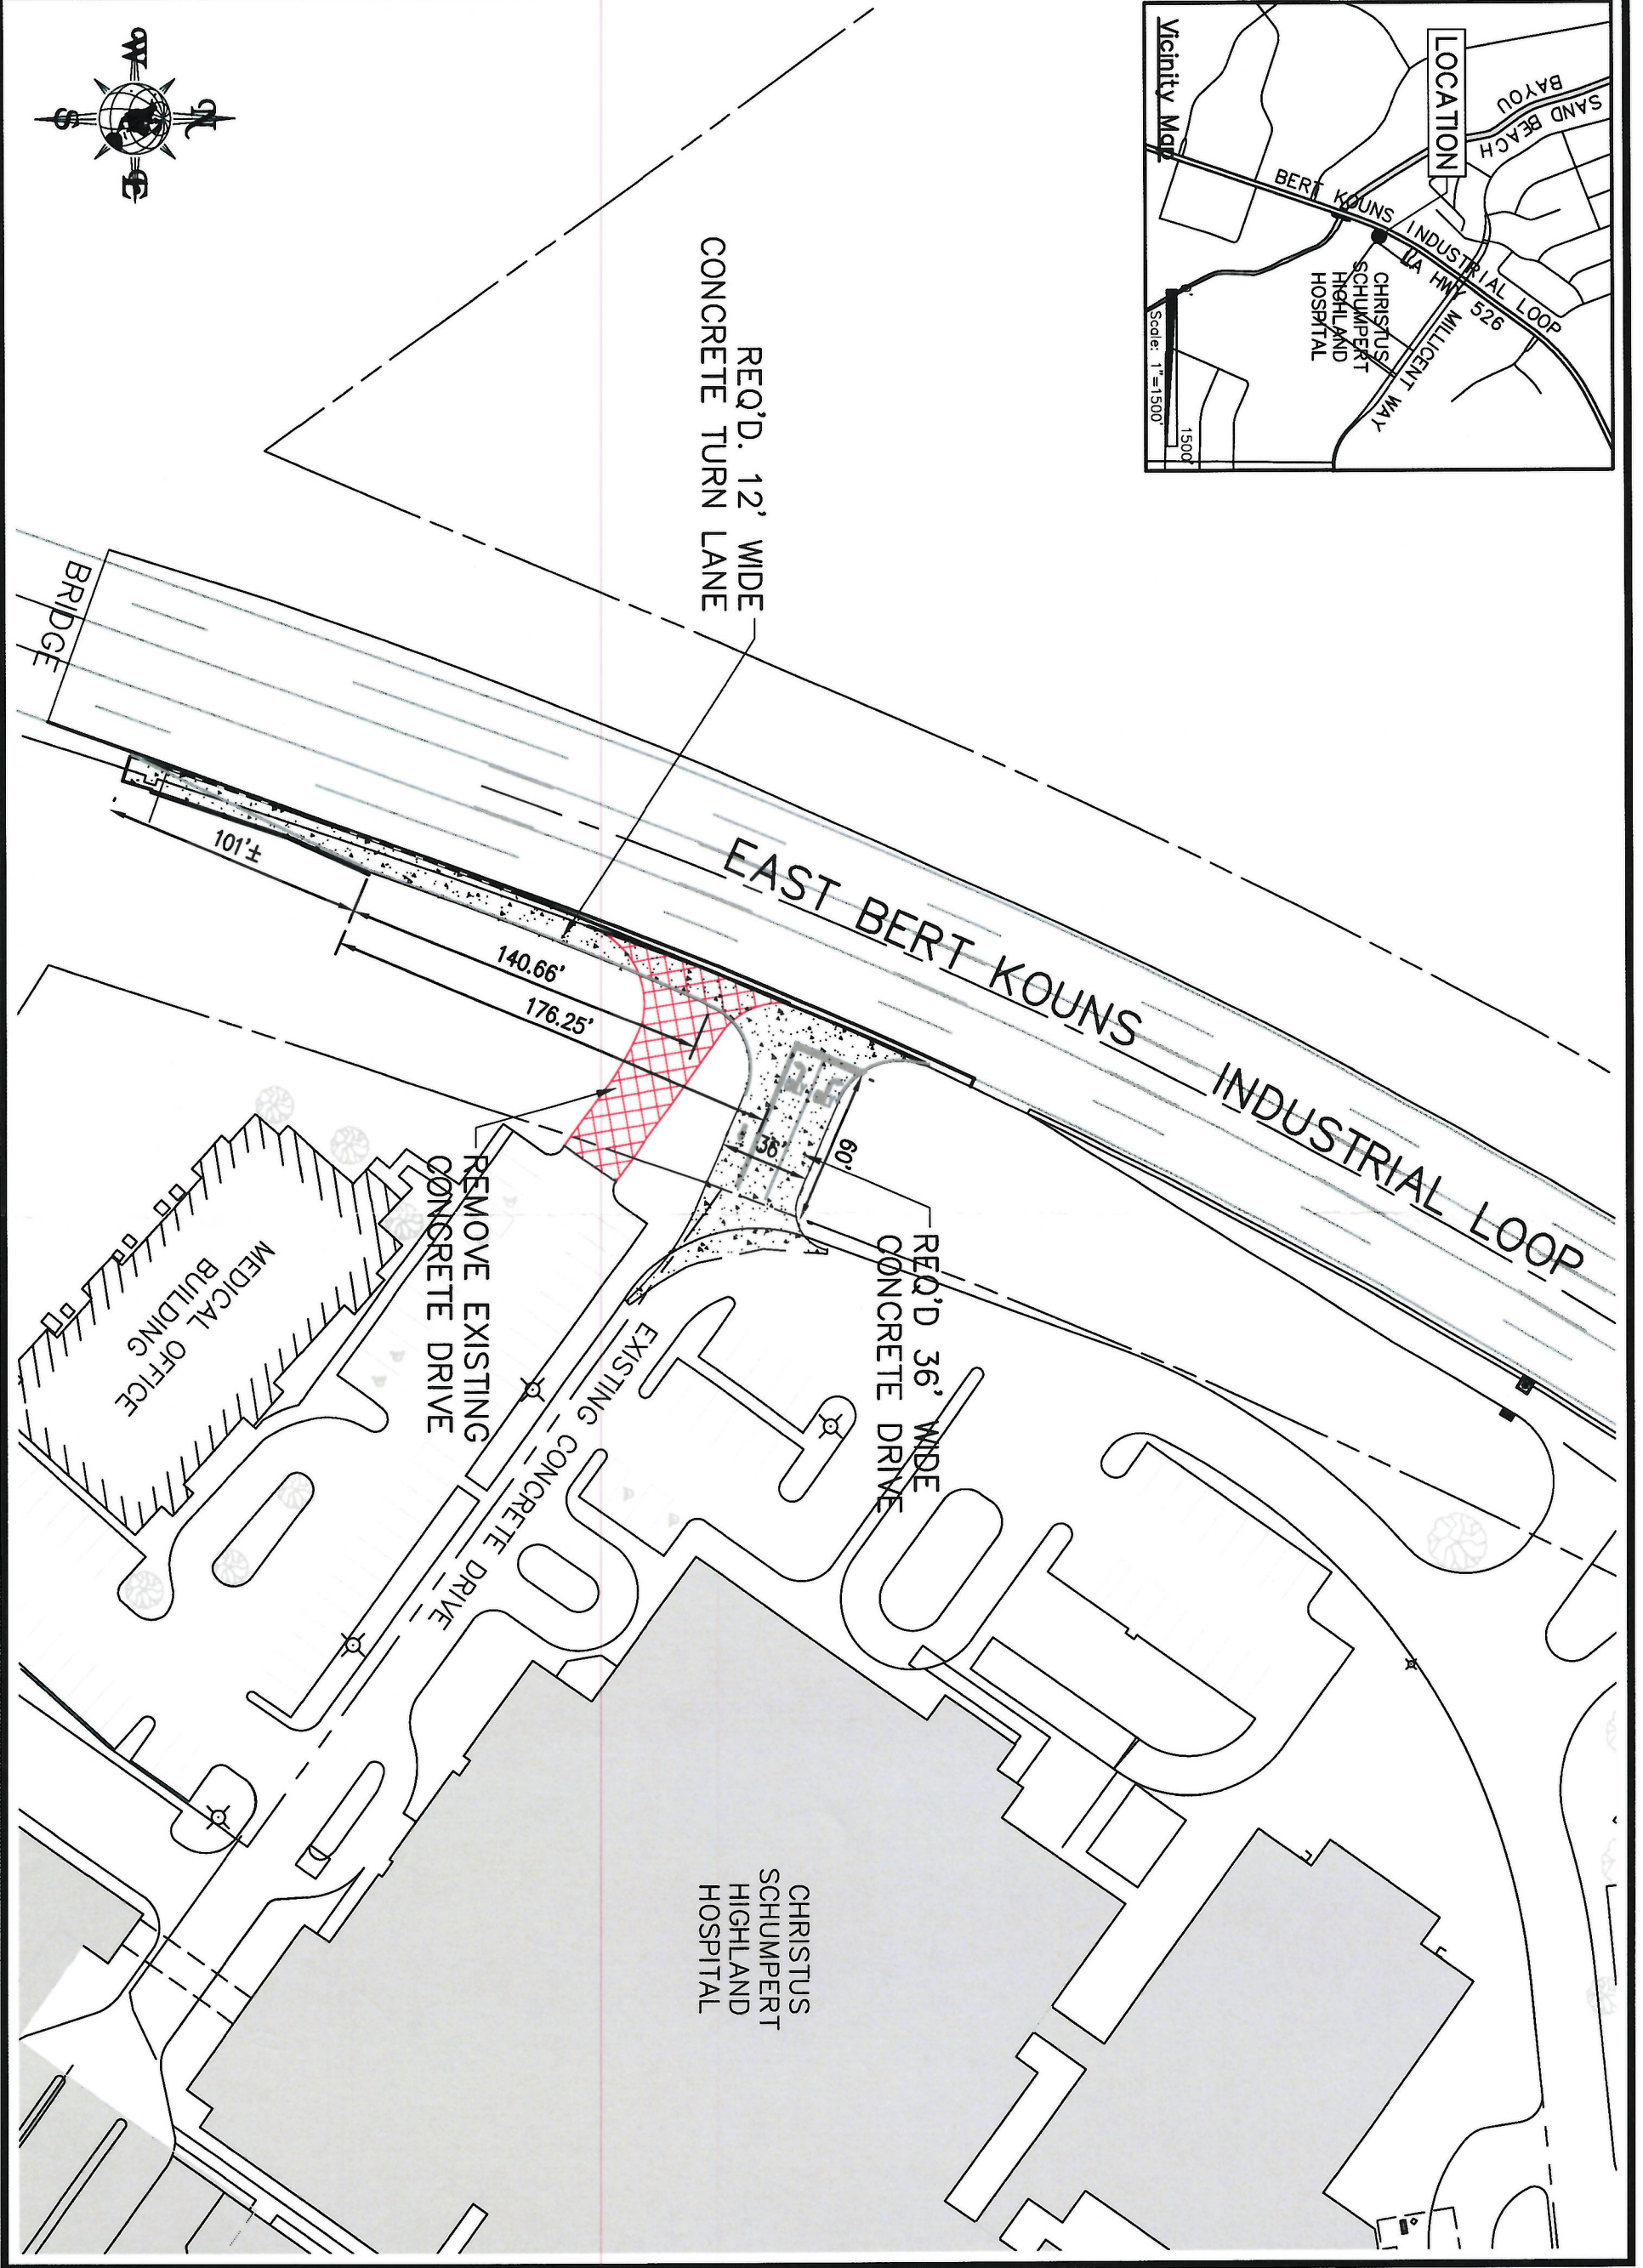 LOCATION
SAND BEACH
BAYOU
BERT KOUNS INDUSTRIAL LOOP
LA HWY 526
MILLICENT WAY
CHRISTUS
SCHUMPERT
HIGHLAND
HOSPITAL
Vicinity Map
0'
1500'
Scale: 1"=1500'
N
W
E
S
REQ'D. 12' WIDE
CONCRETE TURN LANE
BRIDGE
EAST BERT KOUNS INDUSTRIAL LOOP
101'±
140.66'
176.25'
36'
60'
REQ'D 36' WIDE
CONCRETE DRIVE
REMOVE EXISTING
CONCRETE DRIVE
EXISTING CONCRETE DRIVE
MEDICAL OFFICE
BUILDING
CHRISTUS
SCHUMPERT
HIGHLAND
HOSPITAL